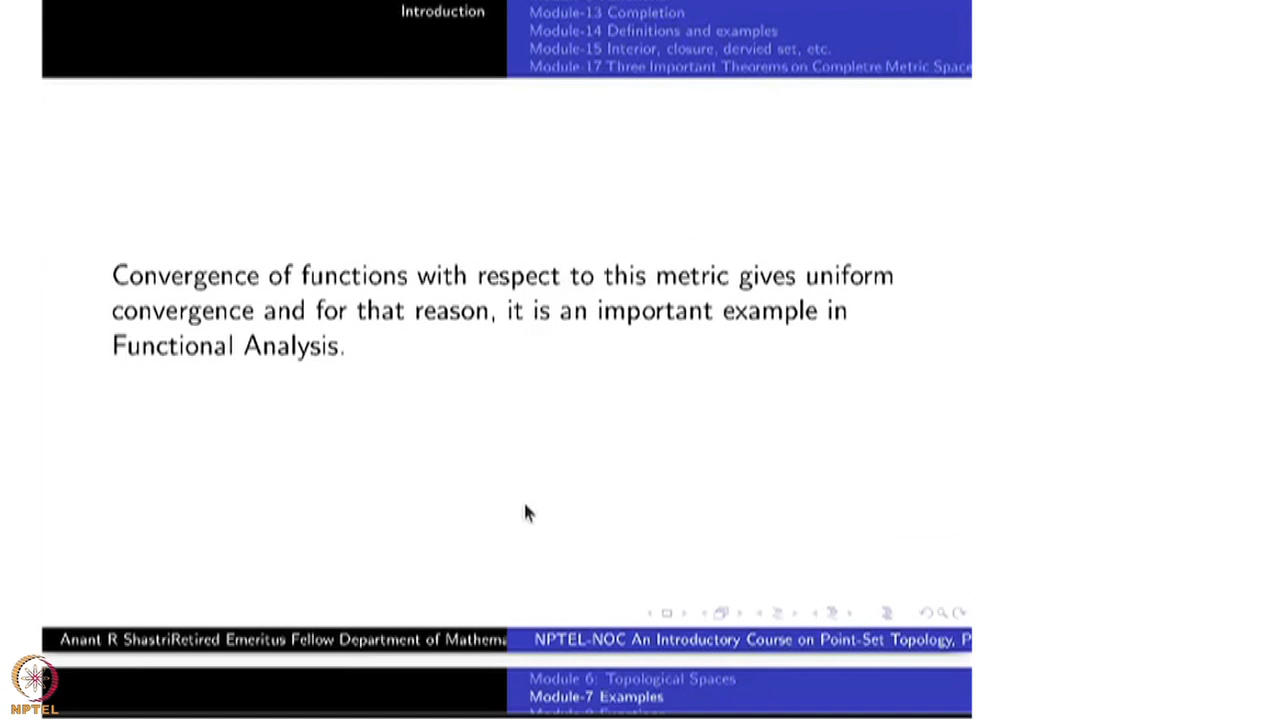 Introduction
Module-13 Completion
Module-14 Definitions and examples
Module-15 Interior, closure, dervied set, etc.
Module-17 Three Important Theorems on Completre Metric Space
Convergence of functions with respect to this metric gives uniform
convergence and for that reason, it is an important example in
Functional Analysis.
Anant R ShastriRetired Emeritus Fellow Department of Mathema
NPTEL-NOC An Introductory Course on Point-Set Topology, P
Module 6: Topological Spaces
Module-7 Examples
NPTEL